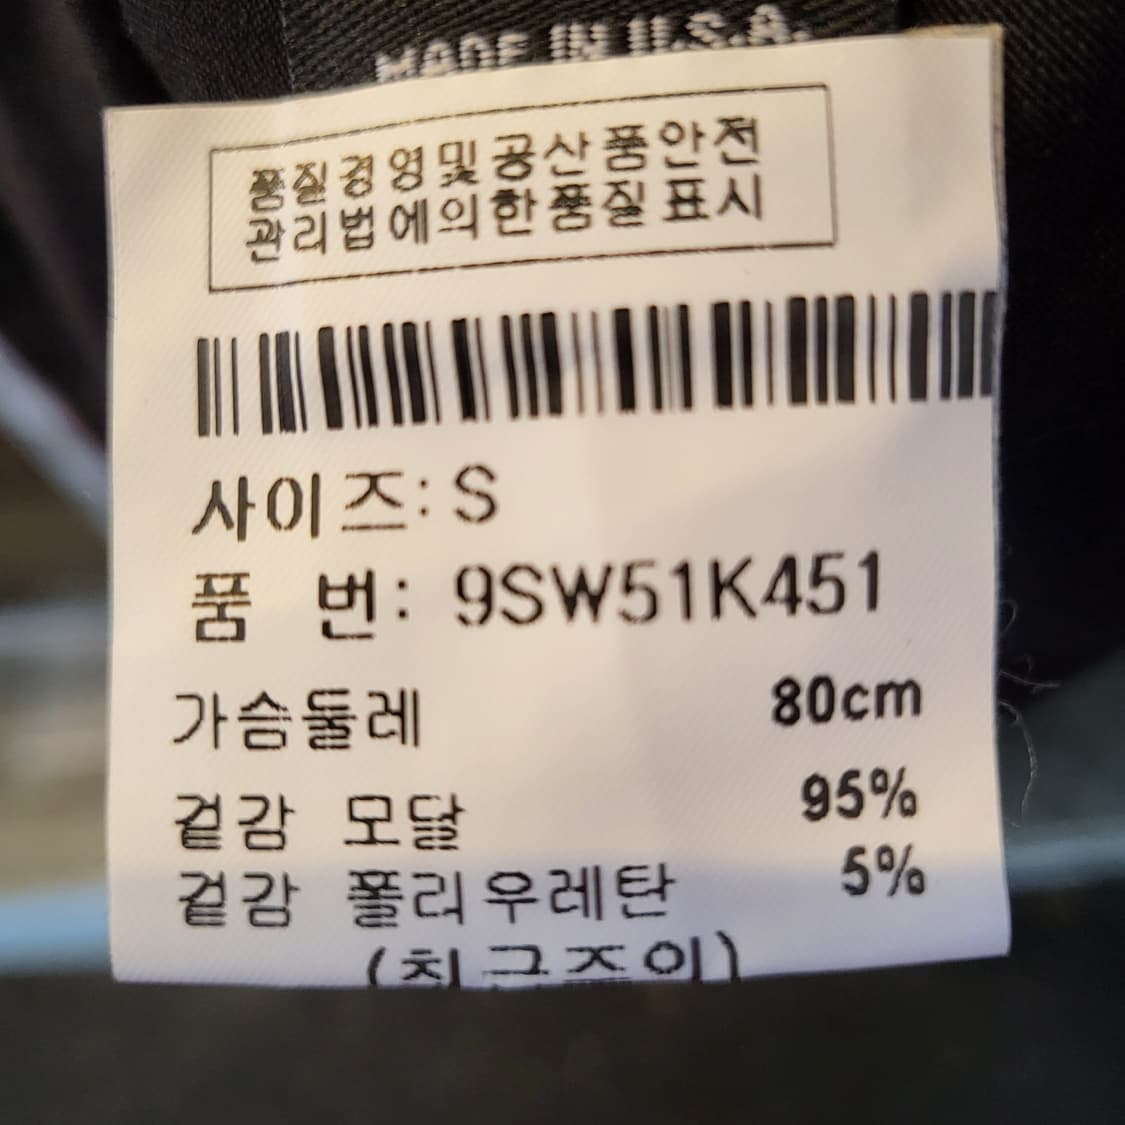 MADE IN U.S.A.
품질경영및공산품안전
관리법에의한품질표시
사이즈: S
품 번: 9SW51K451
가슴둘레 80cm
겉감 모달 95%
겉감 폴리우레탄 5%